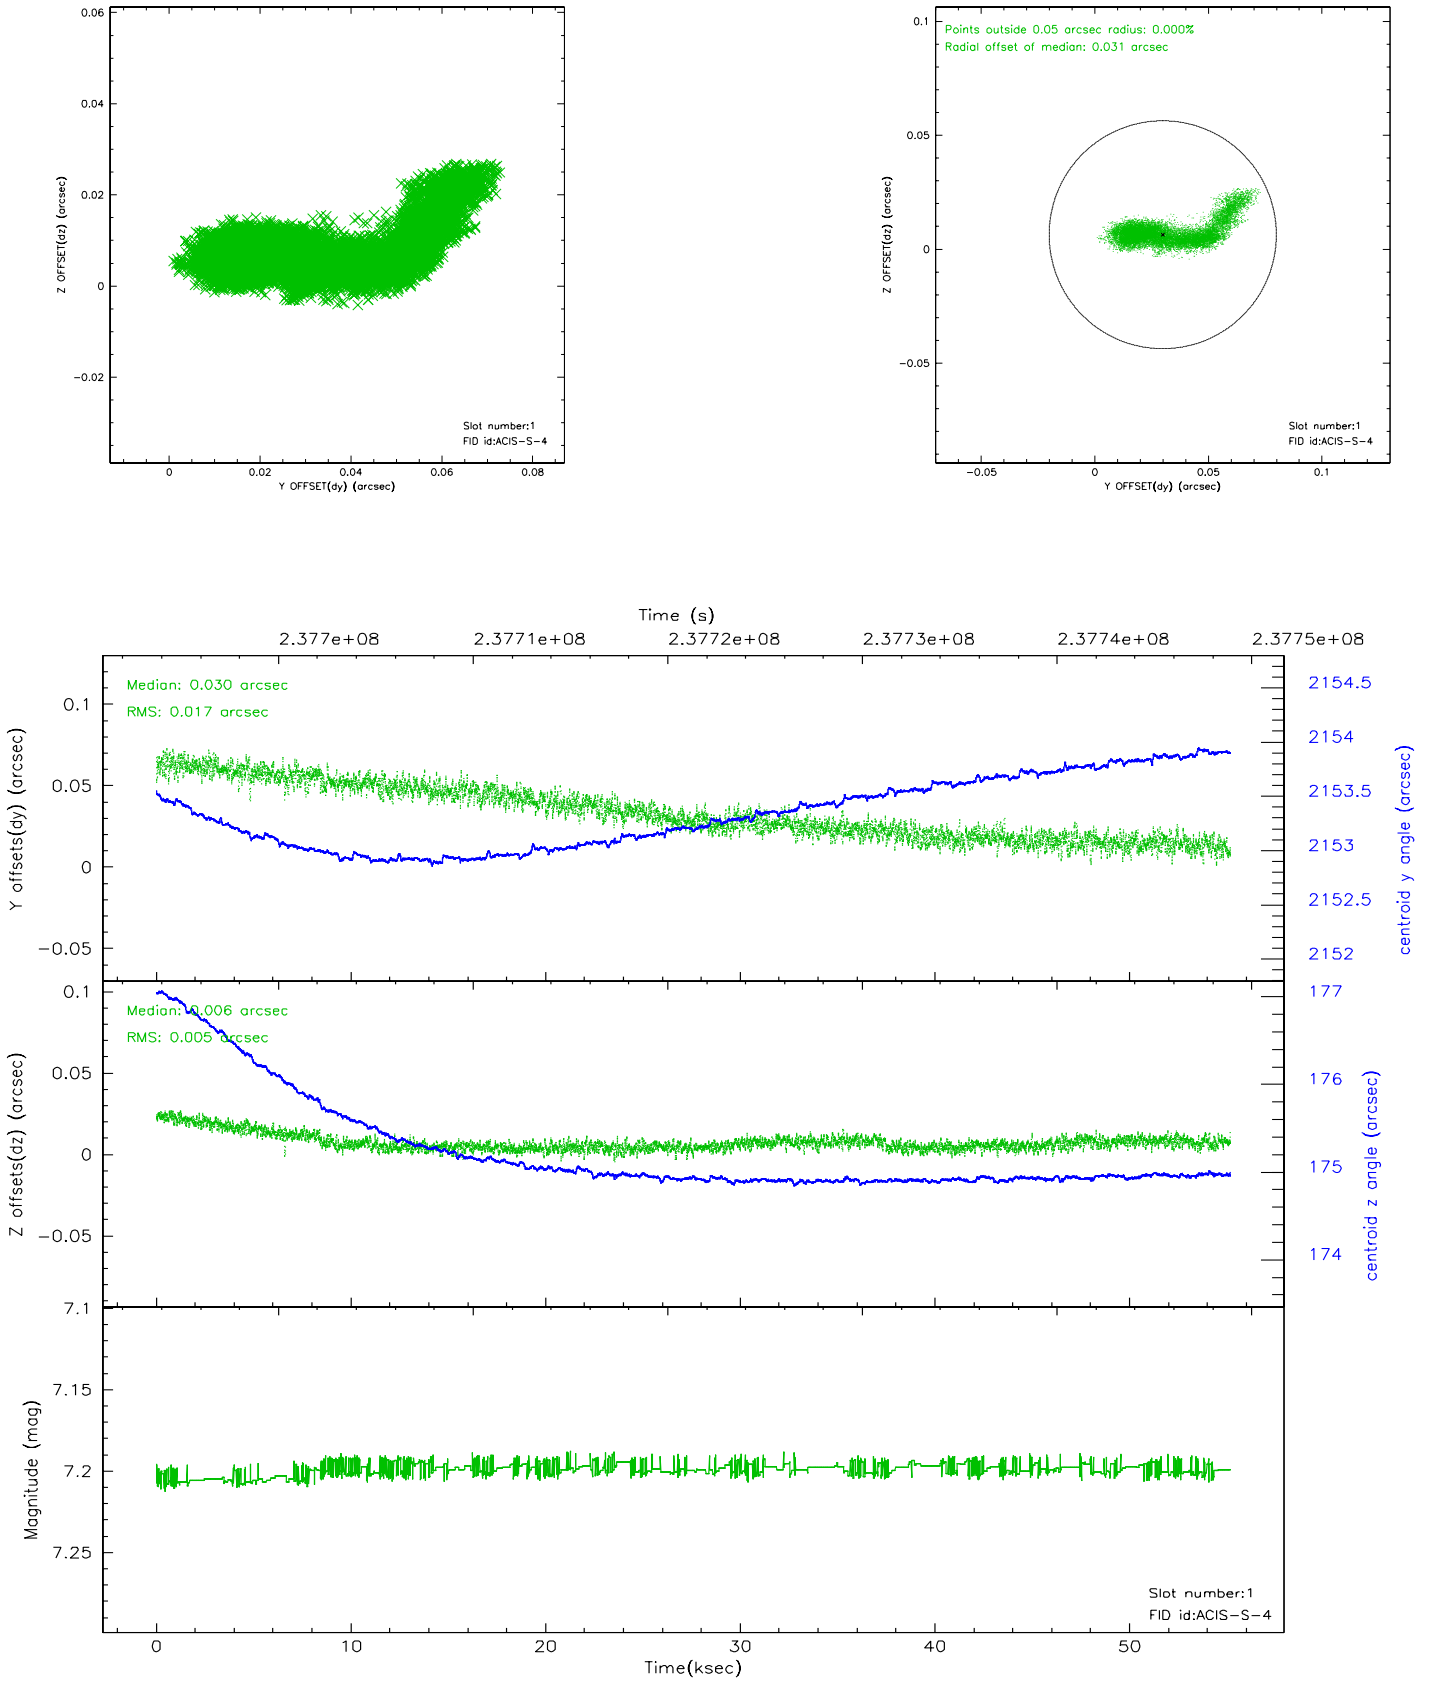 0.06
0.04
0.02
0
−0.02
Z OFFSET(dz) (arcsec)
Slot number:1
FID id:ACIS−S−4
0 0.02 0.04 0.06 0.08
Y OFFSET(dy) (arcsec)
Points outside 0.05 arcsec radius: 0.000%
Radial offset of median: 0.031 arcsec
0.1
0.05
0
−0.05
Z OFFSET(dz) (arcsec)
Slot number:1
FID id:ACIS−S−4
−0.05 0 0.05 0.1
Y OFFSET(dy) (arcsec)
Time (s)
2.377e+08 2.3771e+08 2.3772e+08 2.3773e+08 2.3774e+08 2.3775e+08
Median: 0.030 arcsec
RMS: 0.017 arcsec
0.1
0.05
0
−0.05
Y offsets(dy) (arcsec)
2154.5
2154
2153.5
2153
2152.5
2152
centroid y angle (arcsec)
Median: 0.006 arcsec
RMS: 0.005 arcsec
0.1
0.05
0
−0.05
Z offsets(dz) (arcsec)
177
176
175
174
centroid z angle (arcsec)
7.1
7.15
7.2
7.25
Magnitude (mag)
Slot number:1
FID id:ACIS−S−4
0 10 20 30 40 50
Time(ksec)